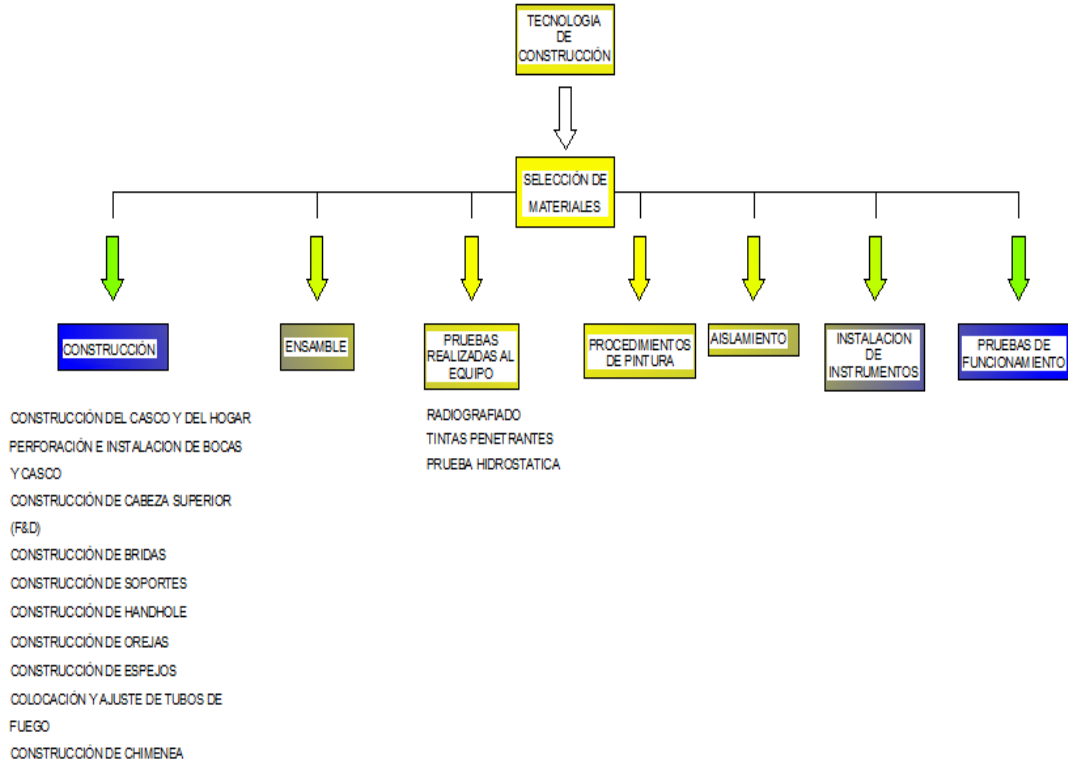 TECNOLOGIA
DE
CONSTRUCCIÓN
SELECCIÓN DE
MATERIALES
CONSTRUCCIÓN
ENSAMBLE
PRUEBAS
REALIZADAS AL
EQUIPO
PROCEDIMIENTOS
DE PINTURA
AISLAMIENTO
INSTALACION
DE
INSTRUMENTOS
PRUEBAS DE
FUNCIONAMIENTO
CONSTRUCCIÓN DEL CASCO Y DEL HOGAR
PERFORACIÓN E INSTALACION DE BOCAS
Y CASCO
CONSTRUCCIÓN DE CABEZA SUPERIOR
(F&D)
CONSTRUCCIÓN DE BRIDAS
CONSTRUCCIÓN DE SOPORTES
CONSTRUCCIÓN DE HANDHOLE
CONSTRUCCIÓN DE OREJAS
CONSTRUCCIÓN DE ESPEJOS
COLOCACIÓN Y AJUSTE DE TUBOS DE
FUEGO
CONSTRUCCIÓN DE CHIMENEA
RADIOGRAFIADO
TINTAS PENETRANTES
PRUEBA HIDROSTATICA